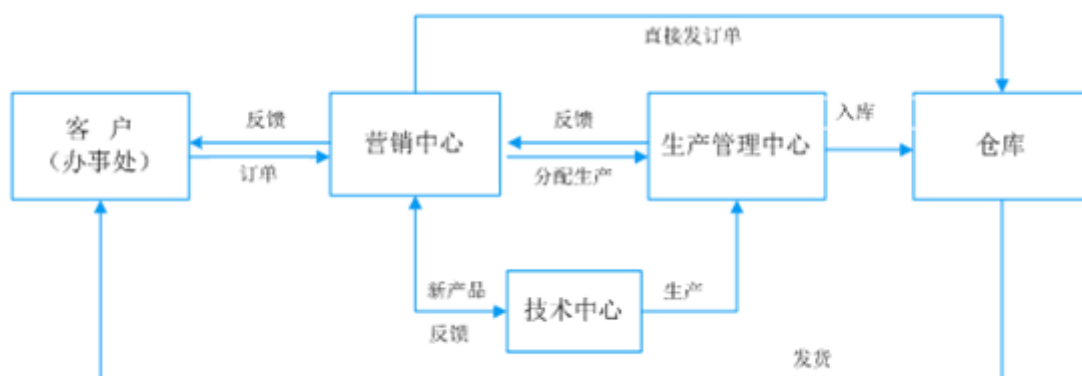 直接发订单
客 户
（办事处）
反馈
订单
营销中心
反馈
分配生产
生产管理中心
入库
仓库
新产品
反馈
技术中心
生产
发货